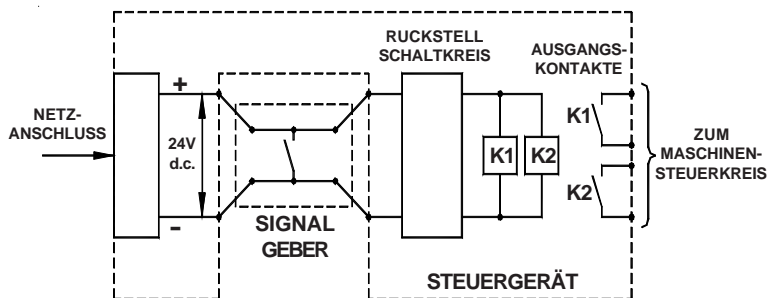 RUCKSTELL
SCHALTKREIS
AUSGANGS-
KONTAKTE
NETZ-
ANSCHLUSS
+
24V
d.c.
-
SIGNAL
GEBER
K1
K2
K1
K2
ZUM
MASCHINEN-
STEUERKREIS
STEUERGERÄT